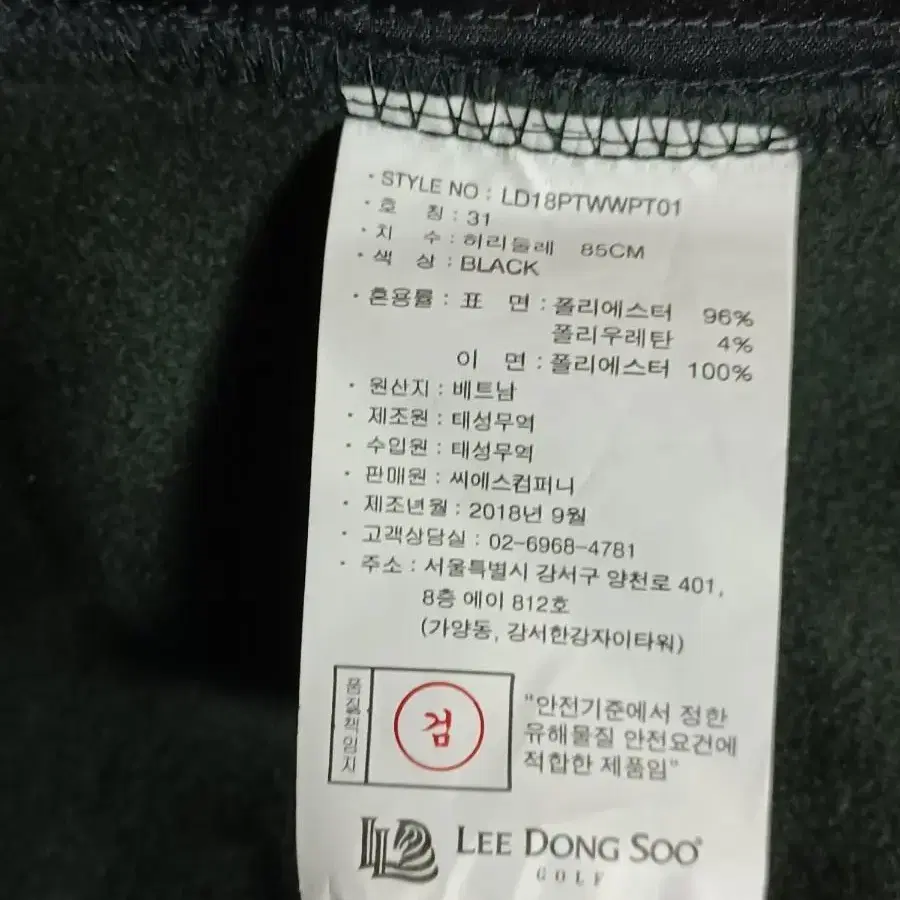 · STYLE NO : LD18PTWWPT01
· 호 칭 : 31
· 치 수 : 허리둘레 85CM
· 색 상 : BLACK
· 혼용률 : 표 면 : 폴리에스터 96%
폴리우레탄 4%
이 면 : 폴리에스터 100%
· 원산지 : 베트남
· 제조원 : 태성무역
· 수입원 : 태성무역
· 판매원 : 씨에스컴퍼니
· 제조년월 : 2018년 9월
· 고객상담실 : 02-6968-4781
· 주소 : 서울특별시 강서구 양천로 401,
8층 에이 812호
(가양동, 강서한강자이타워)
품질책임지
검
"안전기준에서 정한
유해물질 안전요건에
적합한 제품임"
LEE DONG SOO
GOLF